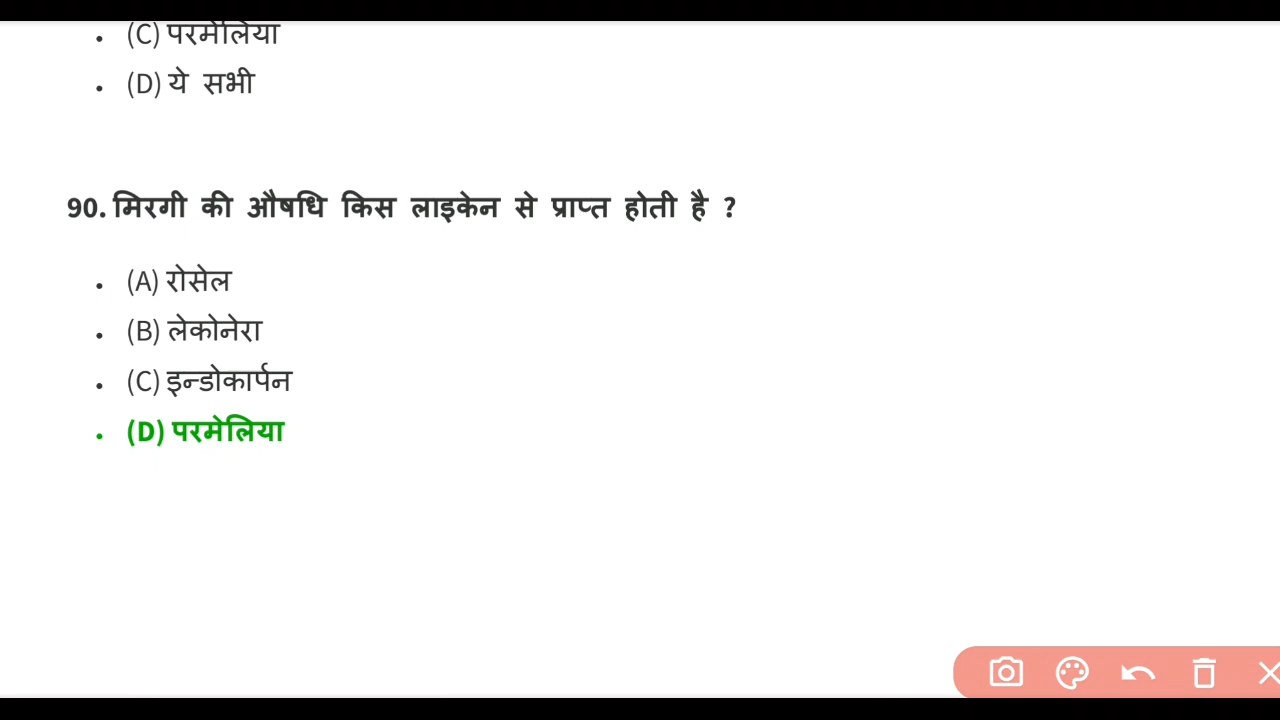 • (C) परमेलिया
• (D) ये सभी
90. मिरगी की औषधि किस लाइकेन से प्राप्त होती है ?
• (A) रोसेल
• (B) लेकोनेरा
• (C) इन्डोकार्पन
• (D) परमेलिया